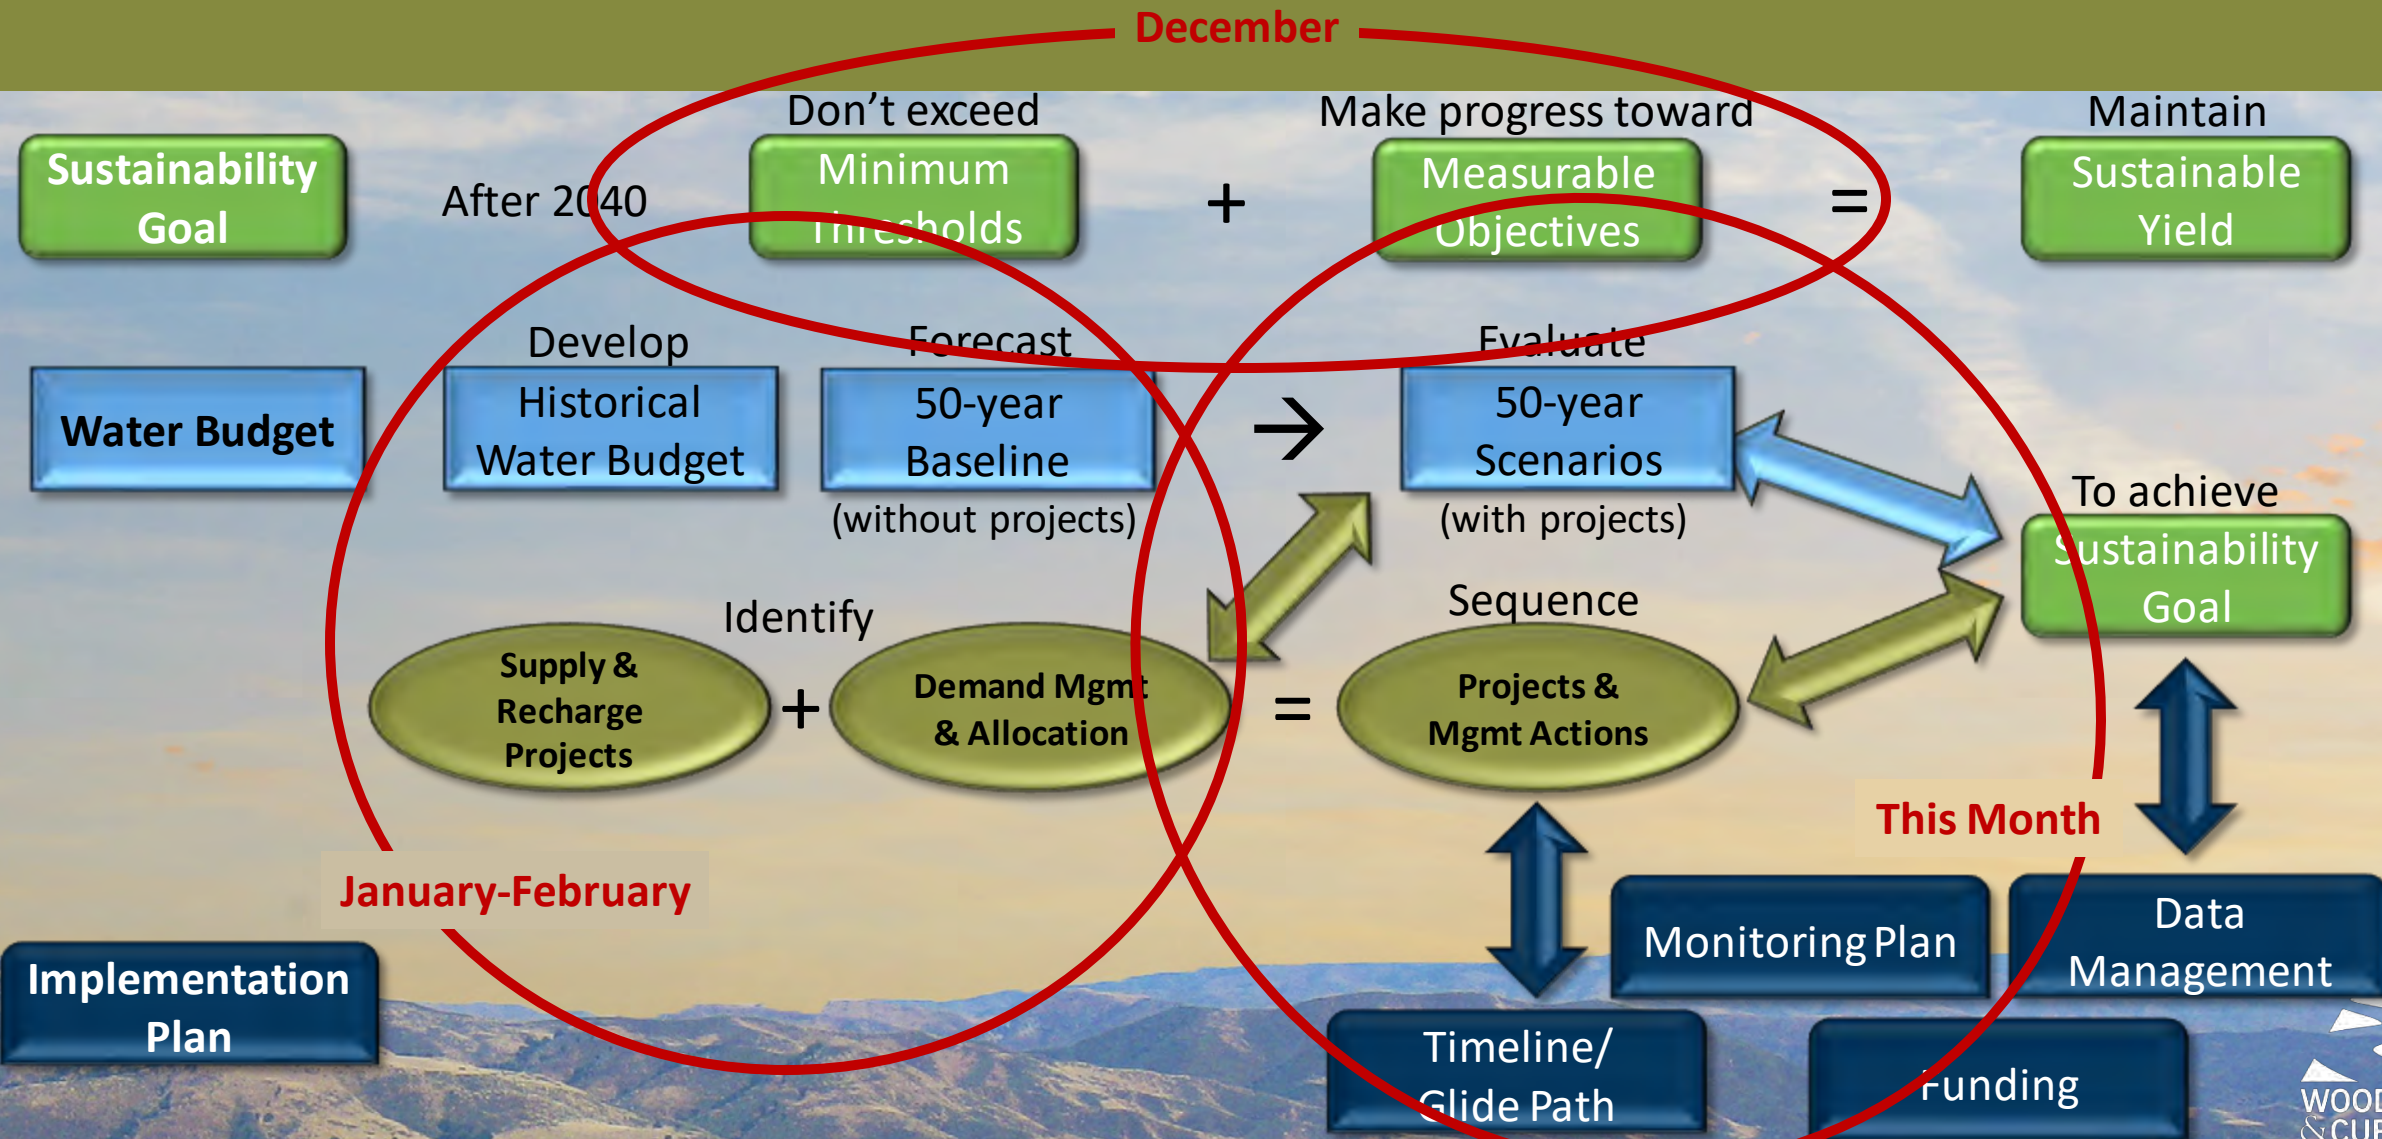 December
Don't exceed
Make progress toward
Maintain
Sustainability
Goal
After 2040
Minimum
Thresholds
+
Measurable
Objectives
=
Sustainable
Yield
Develop
Forecast
Evaluate
Water Budget
Historical
Water Budget
50-year
Baseline
(without projects)
→
50-year
Scenarios
(with projects)
To achieve
Sustainability
Goal
Identify
Sequence
Supply &
Recharge
Projects
+
Demand Mgmt
& Allocation
=
Projects &
Mgmt Actions
This Month
January-February
Monitoring Plan
Data
Management
Implementation
Plan
Timeline/
Glide Path
Funding